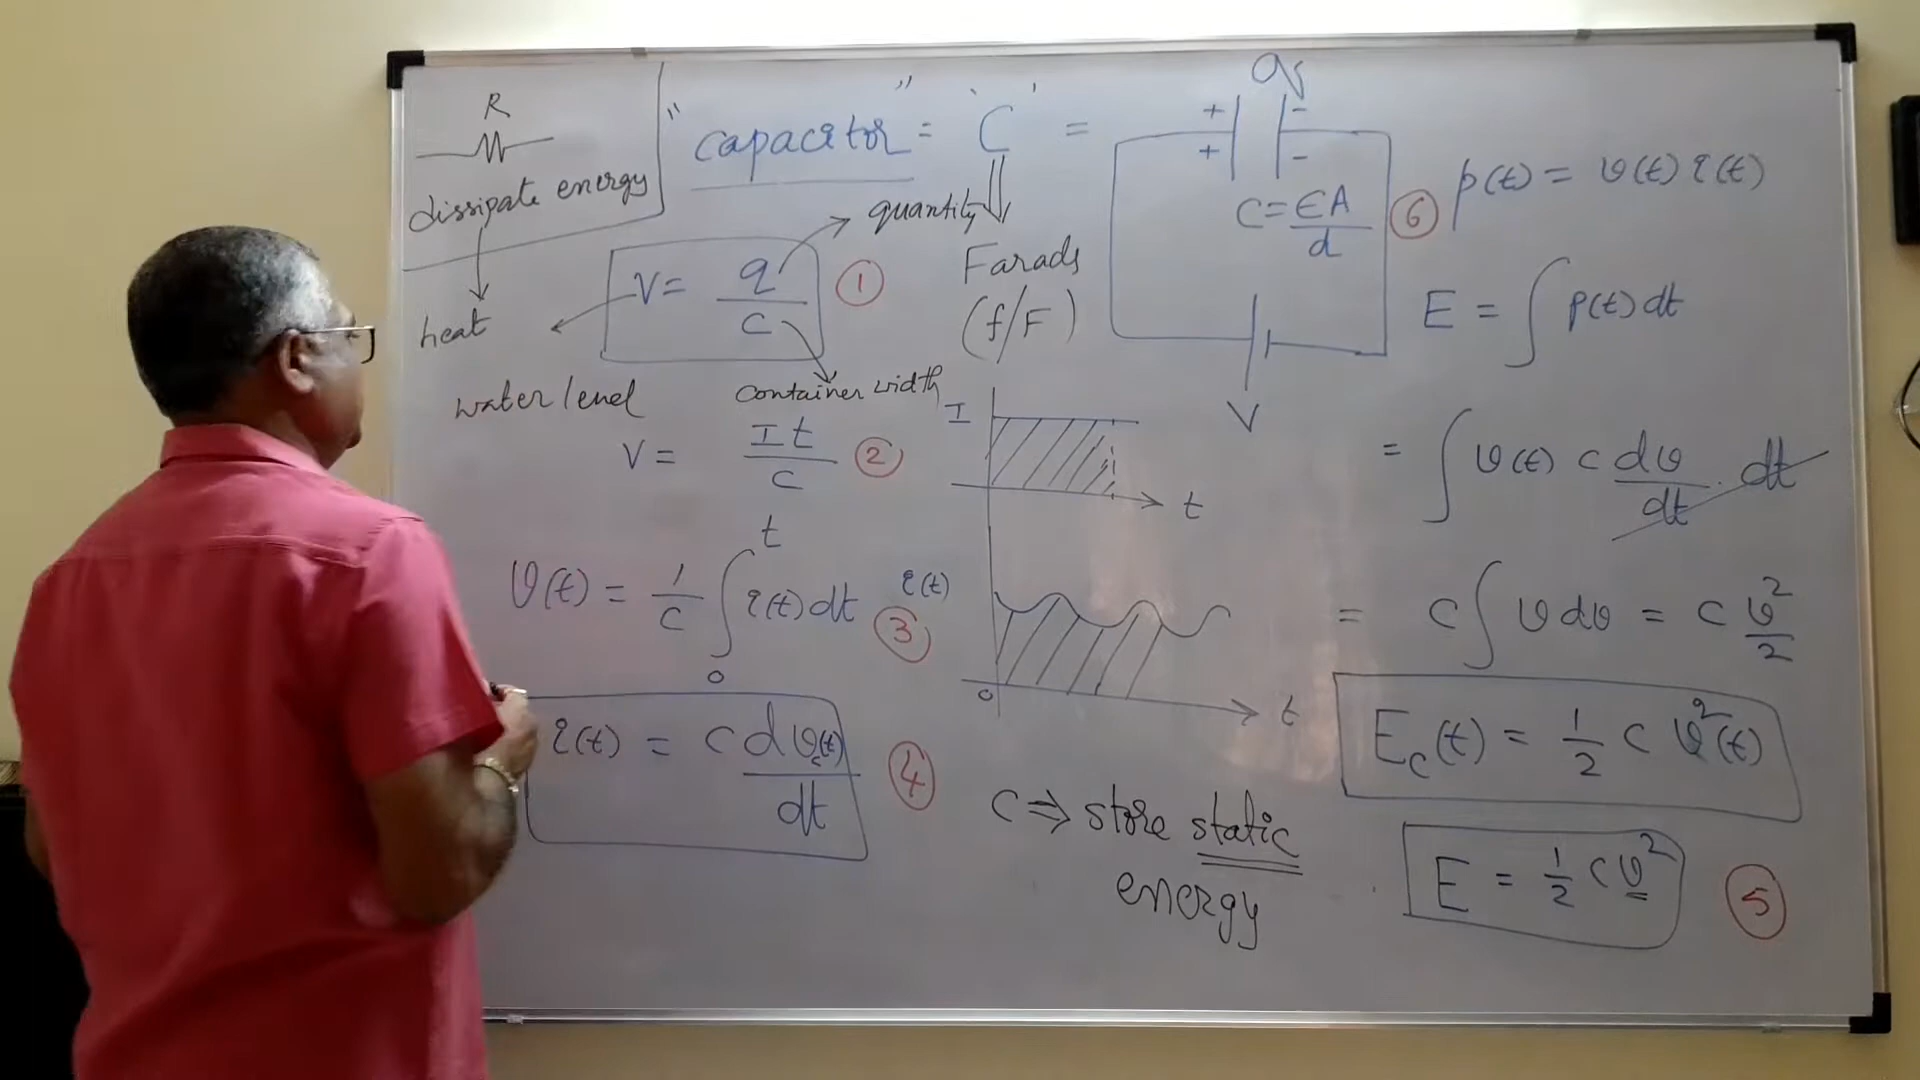 R
dissipate energy
heat
" capacitor " = ' C ' =
Farads
(f/F)
V = q/C ①
quantity
water level
container width
V = It/C ②
v(t) = 1/C ∫₀ᵗ i(t) dt ③
i(t) = C dv_c(t)/dt ④
I
t
i(t)
0
t
C ⇒ store static
energy
q
+ -
+ -
C = ϵA/d ⑥
V
p(t) = v(t) i(t)
E = ∫ p(t) dt
= ∫ v(t) C dv/dt . dt
= C ∫ v dv = C v²/2
E_C(t) = 1/2 C v²(t)
E = 1/2 C v² ⑤